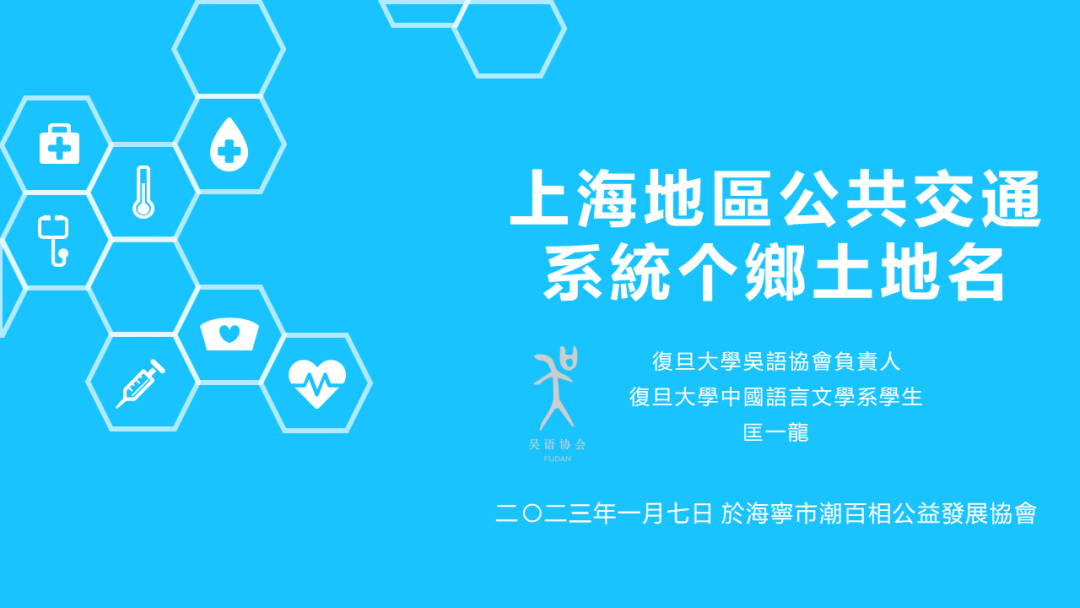 上海地區公共交通
系統个鄉土地名
復旦大學吳語協會負責人
復旦大學中國語言文學系學生
匡一龍
吴语协会
FUDAN
二〇二三年一月七日 於海寧市潮百相公益發展協會